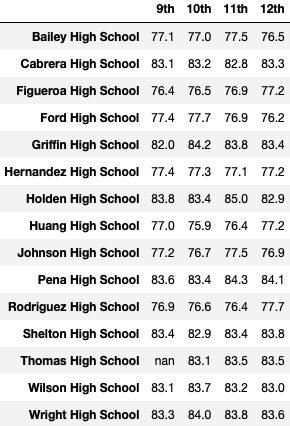 9th 10th 11th 12th
Bailey High School 77.1 77.0 77.5 76.5
Cabrera High School 83.1 83.2 82.8 83.3
Figueroa High School 76.4 76.5 76.9 77.2
Ford High School 77.4 77.7 76.9 76.2
Griffin High School 82.0 84.2 83.8 83.4
Hernandez High School 77.4 77.3 77.1 77.2
Holden High School 83.8 83.4 85.0 82.9
Huang High School 77.0 75.9 76.4 77.2
Johnson High School 77.2 76.7 77.5 76.9
Pena High School 83.6 83.4 84.3 84.1
Rodriguez High School 76.9 76.6 76.4 77.7
Shelton High School 83.4 82.9 83.4 83.8
Thomas High School nan 83.1 83.5 83.5
Wilson High School 83.1 83.7 83.2 83.0
Wright High School 83.3 84.0 83.8 83.6